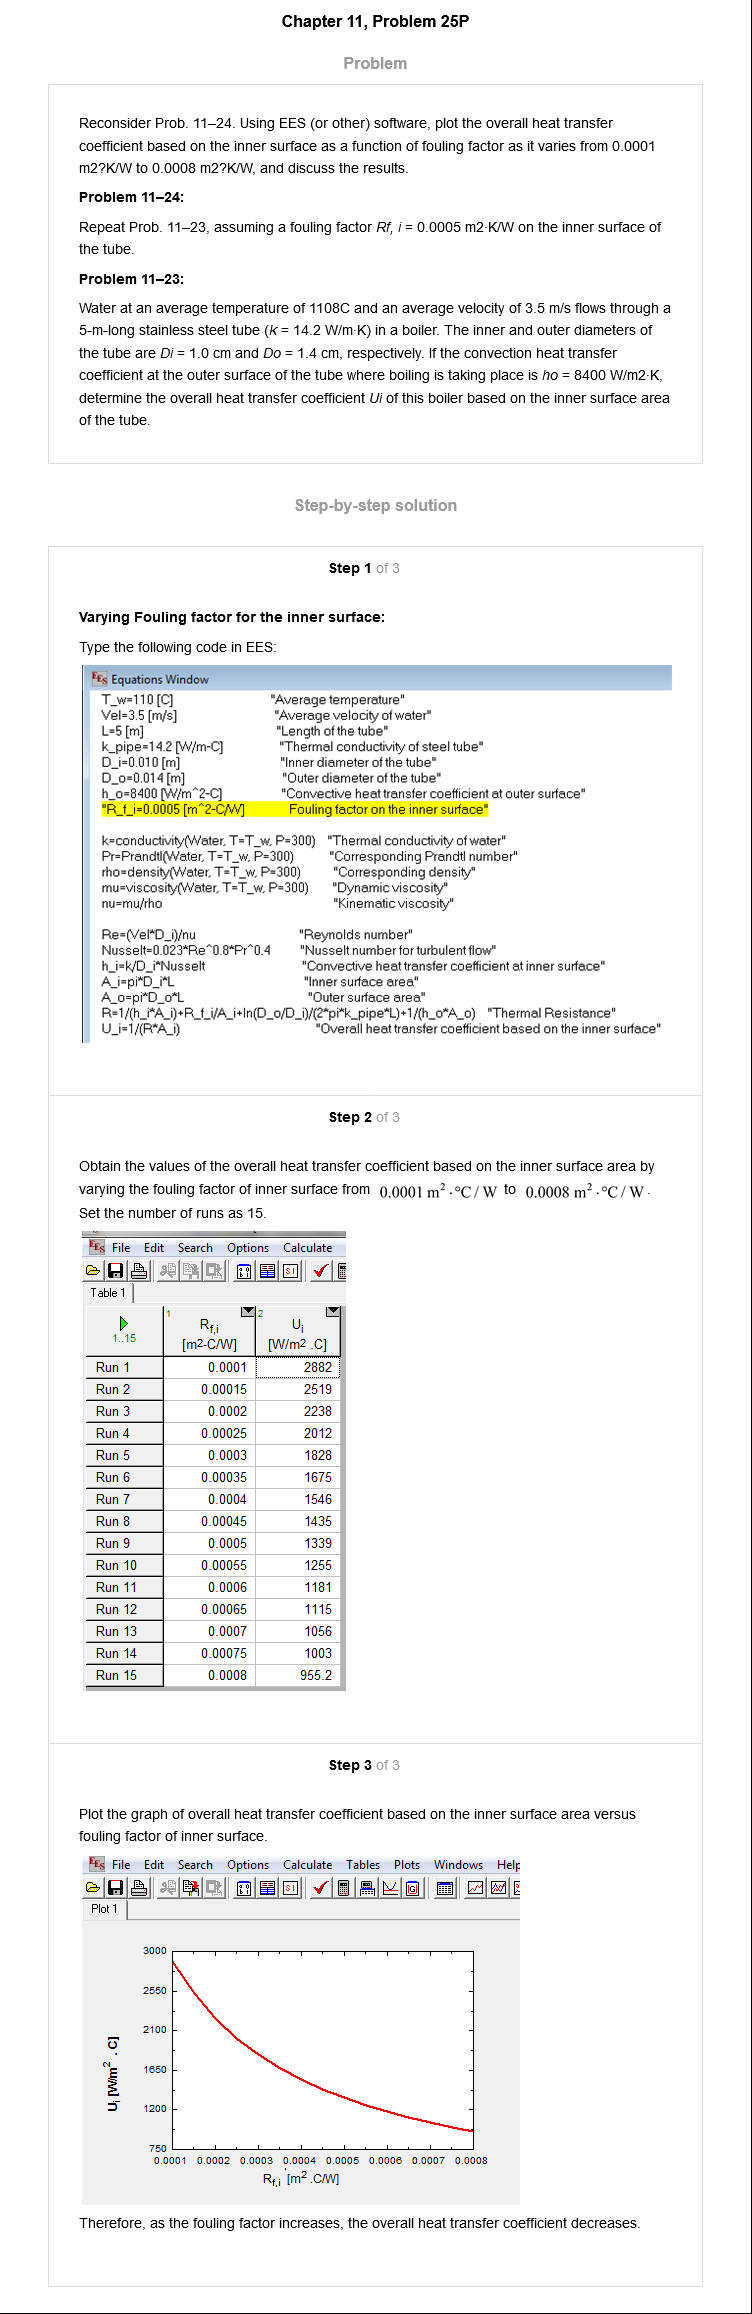 Chapter 11, Problem 25P
Problem
Reconsider Prob. 11–24. Using EES (or other) software, plot the overall heat transfer
coefficient based on the inner surface as a function of fouling factor as it varies from 0.0001
m2?K/W to 0.0008 m2?K/W, and discuss the results.
Problem 11–24:
Repeat Prob. 11–23, assuming a fouling factor Rf, i = 0.0005 m2·K/W on the inner surface of
the tube.
Problem 11–23:
Water at an average temperature of 1108C and an average velocity of 3.5 m/s flows through a
5-m-long stainless steel tube (k = 14.2 W/m·K) in a boiler. The inner and outer diameters of
the tube are Di = 1.0 cm and Do = 1.4 cm, respectively. If the convection heat transfer
coefficient at the outer surface of the tube where boiling is taking place is ho = 8400 W/m2·K,
determine the overall heat transfer coefficient Ui of this boiler based on the inner surface area
of the tube.
Step-by-step solution
Step 1 of 3
Varying Fouling factor for the inner surface:
Type the following code in EES:
EES Equations Window
T_w=110 [C] "Average temperature"
Vel=3.5 [m/s] "Average velocity of water"
L=5 [m] "Length of the tube"
k_pipe=14.2 [W/m-C] "Thermal conductivity of steel tube"
D_i=0.010 [m] "Inner diameter of the tube"
D_o=0.014 [m] "Outer diameter of the tube"
h_o=8400 [W/m^2-C] "Convective heat transfer coefficient at outer surface"
"R_f_i=0.0005 [m^2-C/W] Fouling factor on the inner surface"
k=conductivity(Water, T=T_w, P=300) "Thermal conductivity of water"
Pr=Prandtl(Water, T=T_w, P=300) "Corresponding Prandtl number"
rho=density(Water, T=T_w, P=300) "Corresponding density"
mu=viscosity(Water, T=T_w, P=300) "Dynamic viscosity"
nu=mu/rho "Kinematic viscosity"
Re=(Vel*D_i)/nu "Reynolds number"
Nusselt=0.023*Re^0.8*Pr^0.4 "Nusselt number for turbulent flow"
h_i=k/D_i*Nusselt "Convective heat transfer coefficient at inner surface"
A_i=pi*D_i*L "Inner surface area"
A_o=pi*D_o*L "Outer surface area"
R=1/(h_i*A_i)+R_f_i/A_i+ln(D_o/D_i)/(2*pi*k_pipe*L)+1/(h_o*A_o) "Thermal Resistance"
U_i=1/(R*A_i) "Overall heat transfer coefficient based on the inner surface"
Step 2 of 3
Obtain the values of the overall heat transfer coefficient based on the inner surface area by
varying the fouling factor of inner surface from 0.0001 m² ·°C / W to 0.0008 m² ·°C / W .
Set the number of runs as 15.
EES File Edit Search Options Calculate
Table 1
1..15 1 Rf,i [m2-C/W] 2 Ui [W/m2 .C]
Run 1 0.0001 2882
Run 2 0.00015 2519
Run 3 0.0002 2238
Run 4 0.00025 2012
Run 5 0.0003 1828
Run 6 0.00035 1675
Run 7 0.0004 1546
Run 8 0.00045 1435
Run 9 0.0005 1339
Run 10 0.00055 1255
Run 11 0.0006 1181
Run 12 0.00065 1115
Run 13 0.0007 1056
Run 14 0.00075 1003
Run 15 0.0008 955.2
Step 3 of 3
Plot the graph of overall heat transfer coefficient based on the inner surface area versus
fouling factor of inner surface.
EES File Edit Search Options Calculate Tables Plots Windows Help
Plot 1
3000
2550
2100
1650
1200
750
Ui [W/m² . C]
0.0001 0.0002 0.0003 0.0004 0.0005 0.0006 0.0007 0.0008
Rf,i [m² .C/W]
Therefore, as the fouling factor increases, the overall heat transfer coefficient decreases.